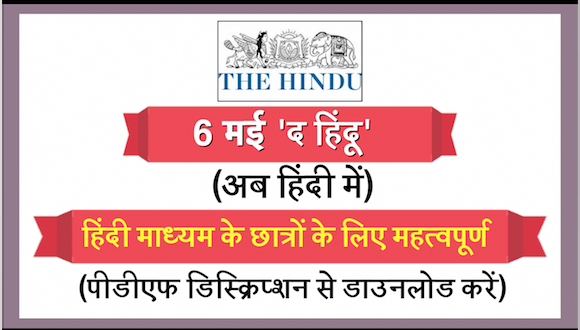 THE HINDU
6 मई 'द हिंदू'
(अब हिंदी में)
हिंदी माध्यम के छात्रों के लिए महत्वपूर्ण
(पीडीएफ डिस्क्रिप्शन से डाउनलोड करें)